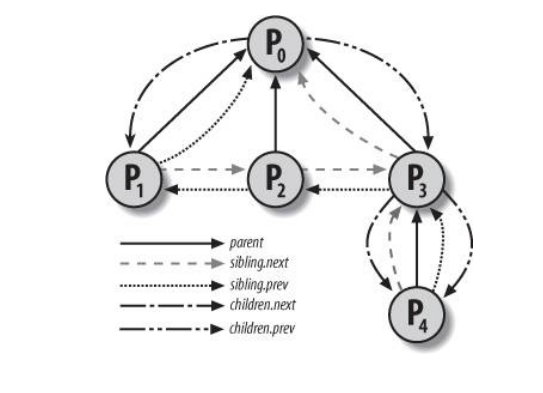 P0
P1 P2 P3
parent
sibling.next
sibling.prev
children.next
children.prev
P4